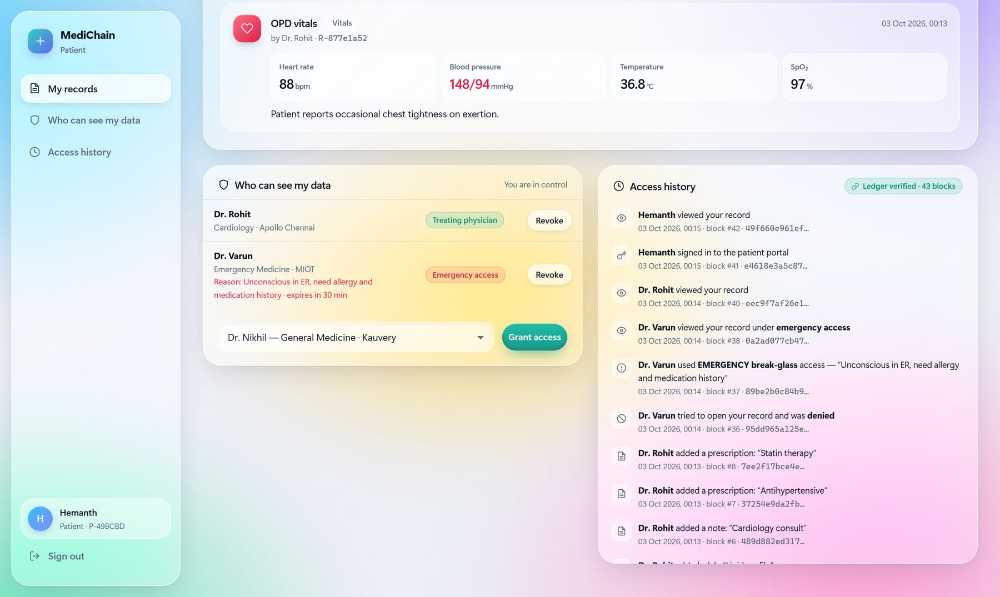 MediChain
Patient
My records
Who can see my data
Access history
Hemanth
H
Patient · P-49BCBD
Sign out
OPD vitals
Vitals
03 Oct 2026, 00:13
by Dr. Rohit · R-877e1a52
Heart rate
88 bpm
Blood pressure
148/94 mmHg
Temperature
36.8 °C
SpO₂
97 %
Patient reports occasional chest tightness on exertion.
Who can see my data
You are in control
Dr. Rohit
Cardiology · Apollo Chennai
Treating physician
Revoke
Dr. Varun
Emergency Medicine · MIOT
Reason: Unconscious in ER, need allergy and
medication history · expires in 30 min
Emergency access
Revoke
Dr. Nikhil — General Medicine · Kauvery
Grant access
Access history
Ledger verified · 43 blocks
Hemanth viewed your record
03 Oct 2026, 00:15 · block #42 · 49f660e961ef…
Hemanth signed in to the patient portal
03 Oct 2026, 00:15 · block #41 · e4618e3a5c87…
Dr. Rohit viewed your record
03 Oct 2026, 00:14 · block #40 · eec9f7af26e1…
Dr. Varun viewed your record under emergency access
03 Oct 2026, 00:14 · block #38 · 0a2ad077cb47…
Dr. Varun used EMERGENCY break-glass access — “Unconscious in ER, need allergy
and medication history”
03 Oct 2026, 00:14 · block #37 · 89be2b0c84b9…
Dr. Varun tried to open your record and was denied
03 Oct 2026, 00:14 · block #36 · 95dd965a125e…
Dr. Rohit added a prescription: “Statin therapy”
03 Oct 2026, 00:13 · block #8 · 7ee2f17bce4e…
Dr. Rohit added a prescription: “Antihypertensive”
03 Oct 2026, 00:13 · block #7 · 37254e9da2fb…
Dr. Rohit added a note: “Cardiology consult”
03 Oct 2026, 00:13 · block #6 · 489d882ed317…
Dr. Rohit